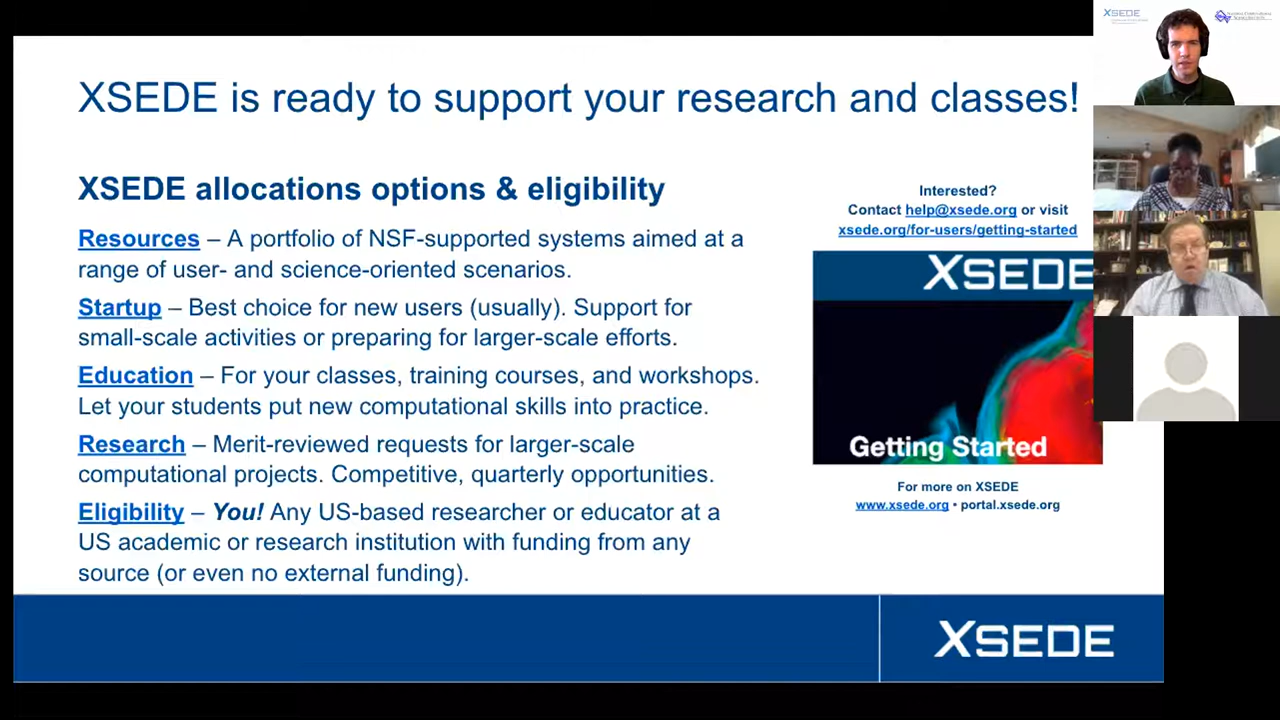 XSEDE is ready to support your research and classes!
XSEDE allocations options & eligibility
Resources – A portfolio of NSF-supported systems aimed at a
range of user- and science-oriented scenarios.
Startup – Best choice for new users (usually). Support for
small-scale activities or preparing for larger-scale efforts.
Education – For your classes, training courses, and workshops.
Let your students put new computational skills into practice.
Research – Merit-reviewed requests for larger-scale
computational projects. Competitive, quarterly opportunities.
Eligibility – You! Any US-based researcher or educator at a
US academic or research institution with funding from any
source (or even no external funding).
Interested?
Contact help@xsede.org or visit
xsede.org/for-users/getting-started
XSEDE
Getting Started
For more on XSEDE
www.xsede.org • portal.xsede.org
XSEDE
XSEDE